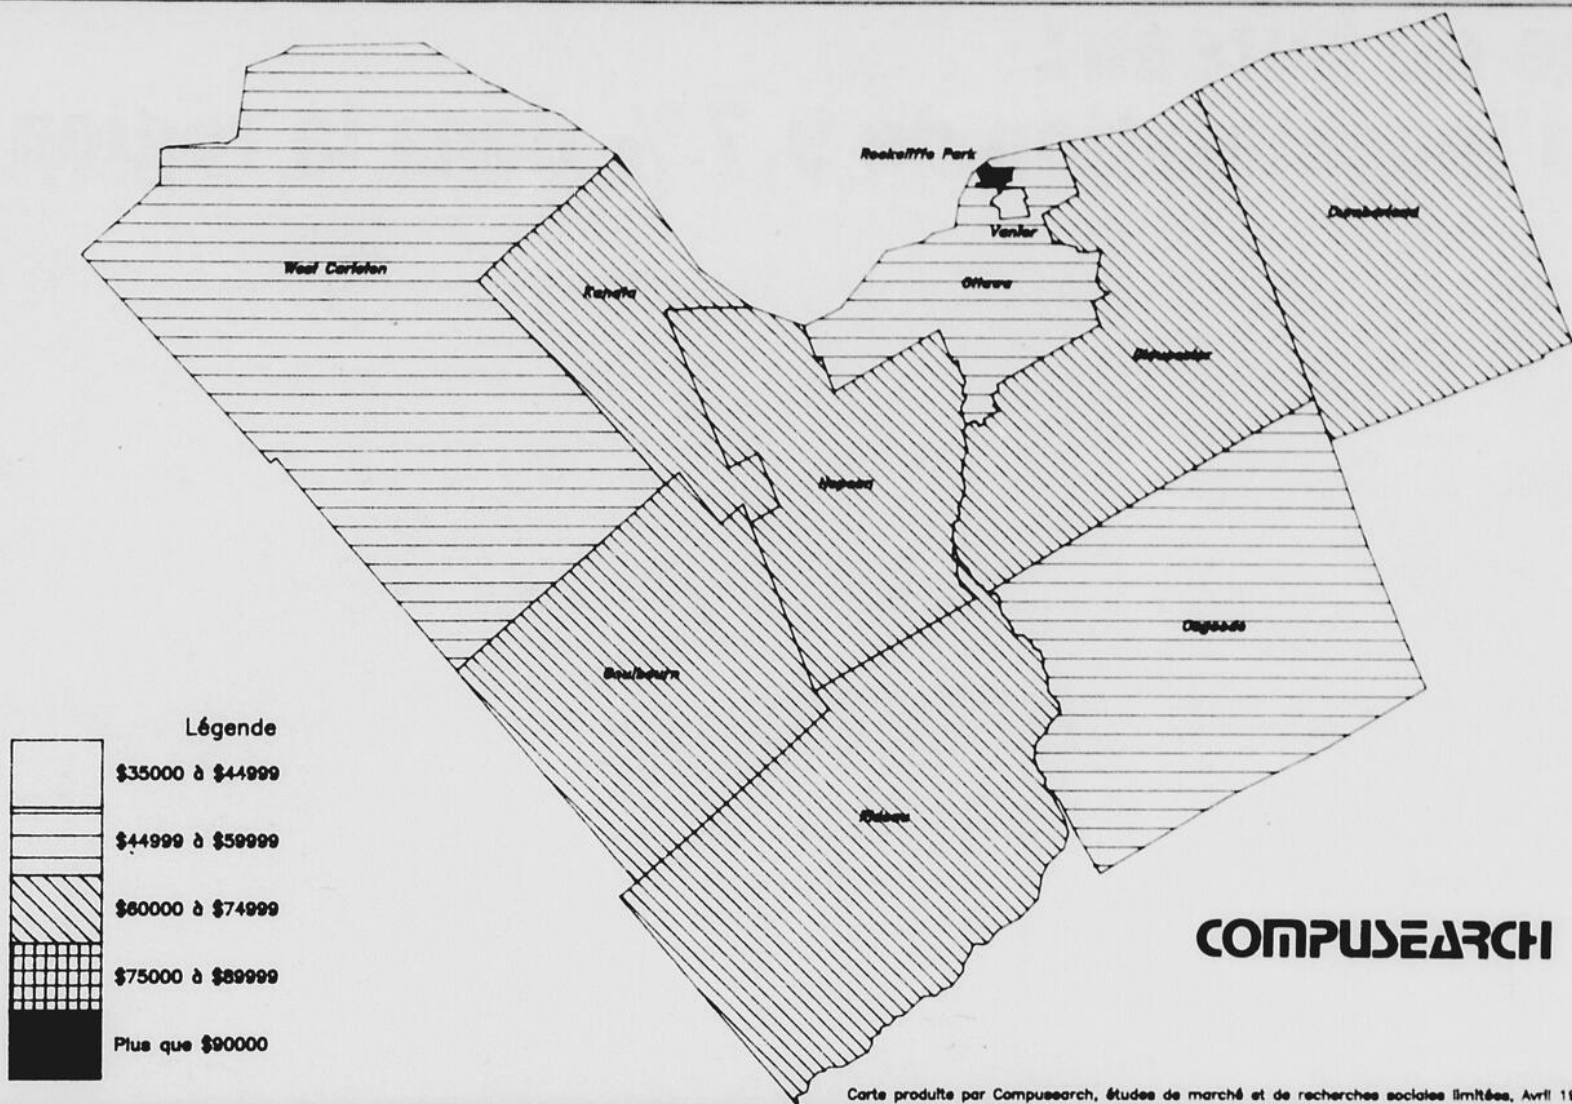 Rockcliffe Park
Cumberland
Vanier
West Carleton
Ottawa
Kanata
Gloucester
Nepean
Osgoode
Goulbourn
Rideau
Légende
$35000 à $44999
$44999 à $59999
$60000 à $74999
$75000 à $89999
Plus que $90000
COMPUSEARCH
Carte produite par Compusearch, études de marché et de recherches sociales limitées, Avril